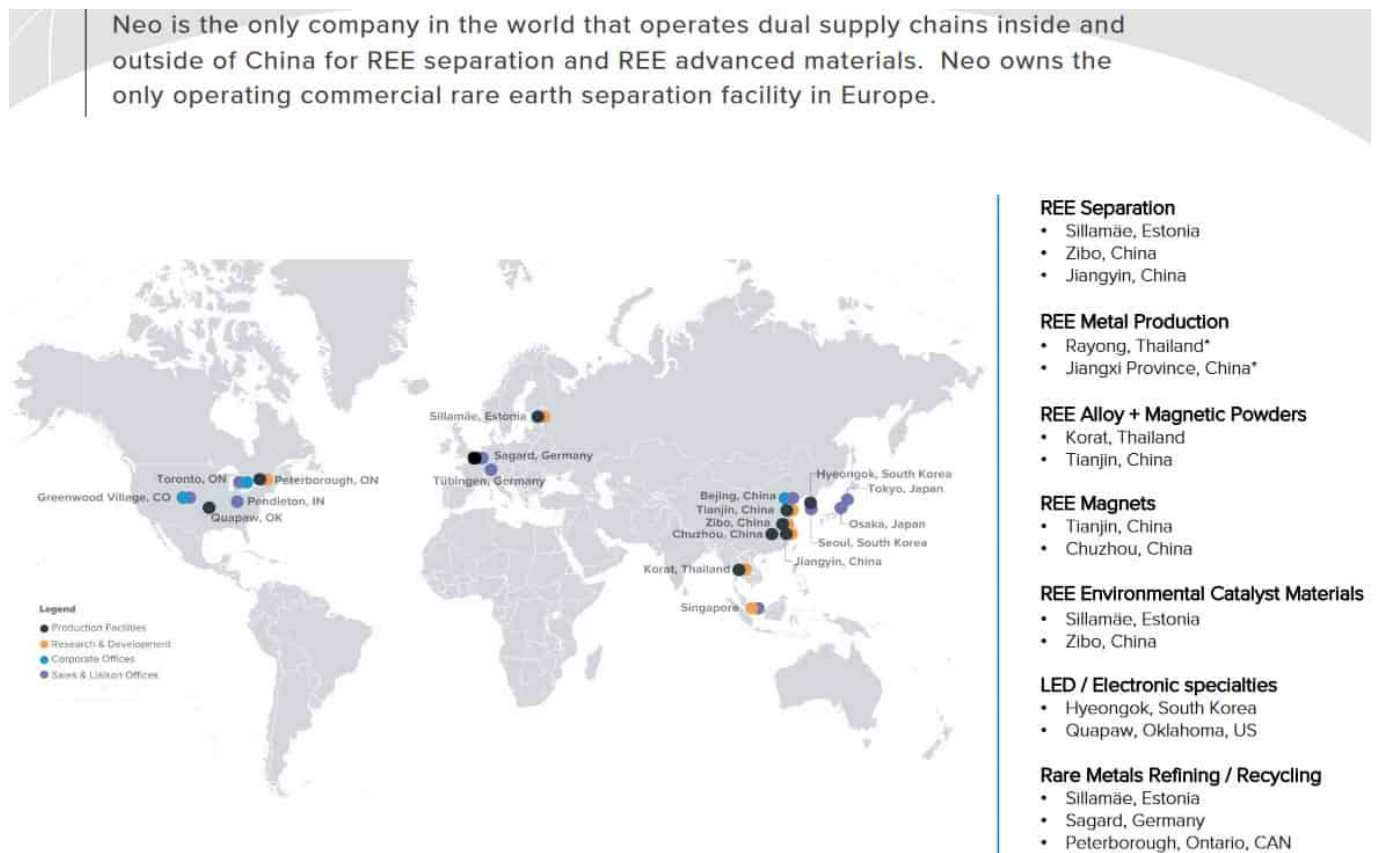 Neo is the only company in the world that operates dual supply chains inside and
outside of China for REE separation and REE advanced materials.  Neo owns the
only operating commercial rare earth separation facility in Europe.
Sillamäe, Estonia
Sagard, Germany
Tübingen, Germany
Toronto, ON
Peterborough, ON
Greenwood Village, CO
Pendleton, IN
Quapaw, OK
Hyeongok, South Korea
Tokyo, Japan
Bejing, China
Tianjin, China
Zibo, China
Osaka, Japan
Chuzhou, China
Seoul, South Korea
Jiangyin, China
Korat, Thailand
Singapore
Legend
Production Facilities
Research & Development
Corporate Offices
Sales & Liaison Offices
REE Separation
• Sillamäe, Estonia
• Zibo, China
• Jiangyin, China
REE Metal Production
• Rayong, Thailand*
• Jiangxi Province, China*
REE Alloy + Magnetic Powders
• Korat, Thailand
• Tianjin, China
REE Magnets
• Tianjin, China
• Chuzhou, China
REE Environmental Catalyst Materials
• Sillamäe, Estonia
• Zibo, China
LED / Electronic specialties
• Hyeongok, South Korea
• Quapaw, Oklahoma, US
Rare Metals Refining / Recycling
• Sillamäe, Estonia
• Sagard, Germany
• Peterborough, Ontario, CAN